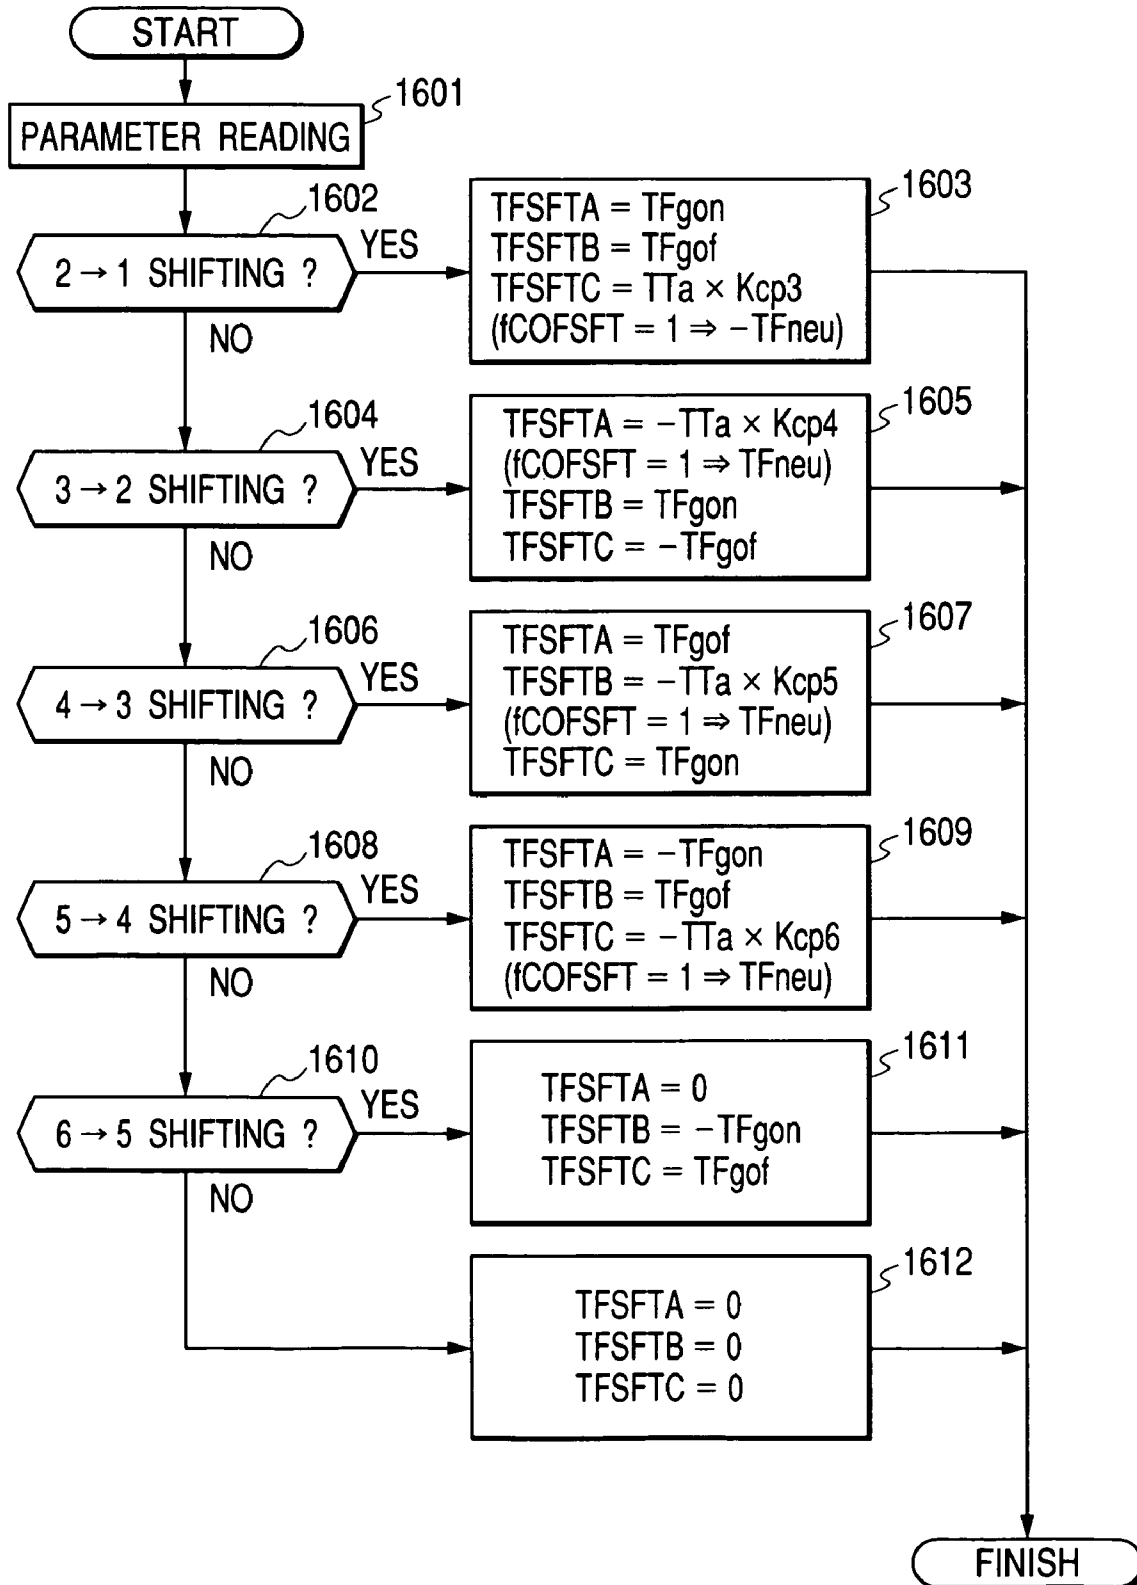 START
1601
PARAMETER READING
1602
2 → 1 SHIFTING ?
YES
NO
1603
TFSFTA = TFgon
TFSFTB = TFgof
TFSFTC = TTa × Kcp3
(fCOFSFT = 1 ⇒ -TFneu)
1604
3 → 2 SHIFTING ?
YES
NO
1605
TFSFTA = -TTa × Kcp4
(fCOFSFT = 1 ⇒ TFneu)
TFSFTB = TFgon
TFSFTC = -TFgof
1606
4 → 3 SHIFTING ?
YES
NO
1607
TFSFTA = TFgof
TFSFTB = -TTa × Kcp5
(fCOFSFT = 1 ⇒ TFneu)
TFSFTC = TFgon
1608
5 → 4 SHIFTING ?
YES
NO
1609
TFSFTA = -TFgon
TFSFTB = TFgof
TFSFTC = -TTa × Kcp6
(fCOFSFT = 1 ⇒ TFneu)
1610
6 → 5 SHIFTING ?
YES
NO
1611
TFSFTA = 0
TFSFTB = -TFgon
TFSFTC = TFgof
1612
TFSFTA = 0
TFSFTB = 0
TFSFTC = 0
FINISH